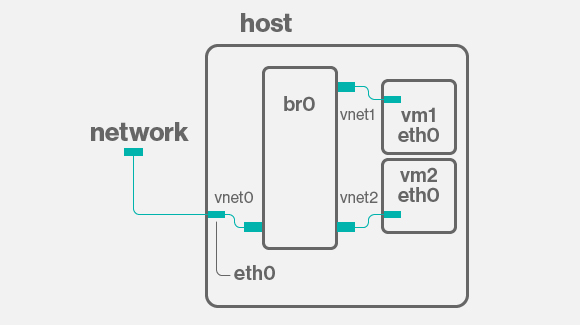 host
br0
vnet1
vm1
eth0
network
vm2
eth0
vnet0
vnet2
eth0